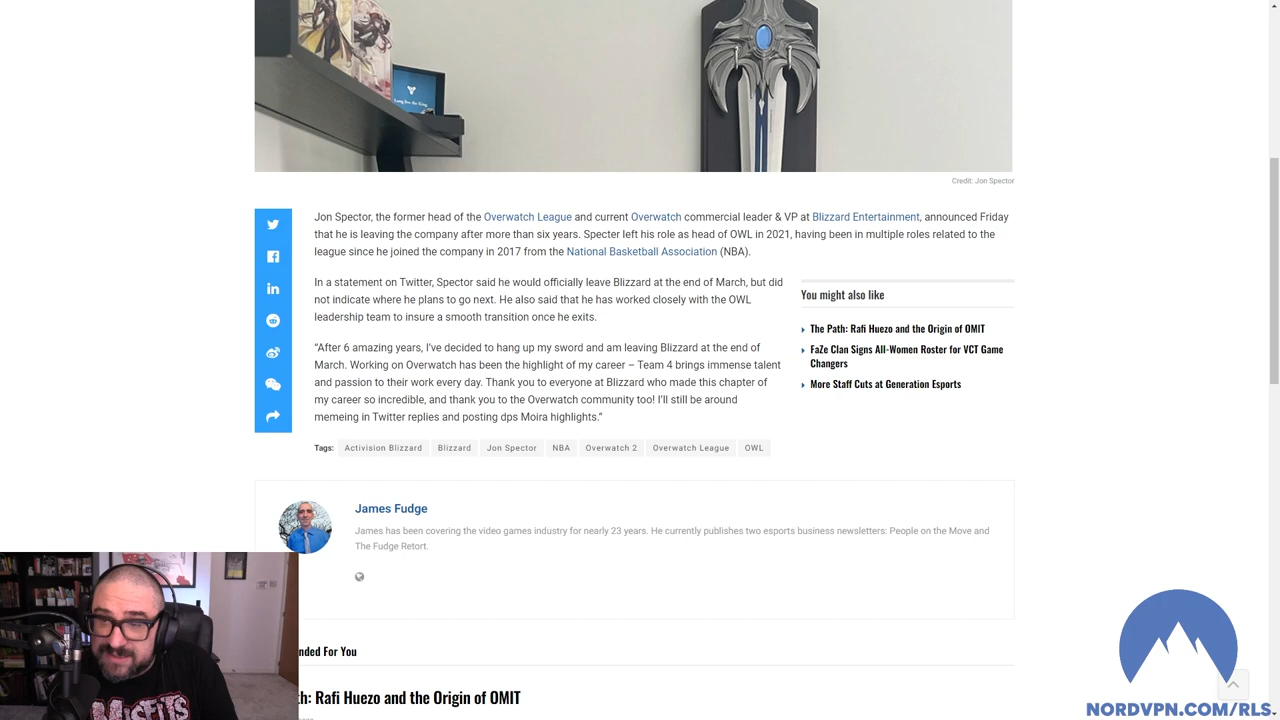 Credit: Jon Spector
Jon Spector, the former head of the Overwatch League and current Overwatch commercial leader & VP at Blizzard Entertainment, announced Friday
that he is leaving the company after more than six years. Specter left his role as head of OWL in 2021, having been in multiple roles related to the
league since he joined the company in 2017 from the National Basketball Association (NBA).
In a statement on Twitter, Spector said he would officially leave Blizzard at the end of March, but did
not indicate where he plans to go next. He also said that he has worked closely with the OWL
leadership team to insure a smooth transition once he exits.
“After 6 amazing years, I’ve decided to hang up my sword and am leaving Blizzard at the end of
March. Working on Overwatch has been the highlight of my career – Team 4 brings immense talent
and passion to their work every day. Thank you to everyone at Blizzard who made this chapter of
my career so incredible, and thank you to the Overwatch community too! I’ll still be around
memeing in Twitter replies and posting dps Moira highlights.”
You might also like
The Path: Rafi Huezo and the Origin of OMIT
FaZe Clan Signs All-Women Roster for VCT Game
Changers
More Staff Cuts at Generation Esports
Tags: Activision Blizzard Blizzard Jon Spector NBA Overwatch 2 Overwatch League OWL
James Fudge
James has been covering the video games industry for nearly 23 years. He currently publishes two esports business newsletters: People on the Move and
The Fudge Retort.
nded For You
th: Rafi Huezo and the Origin of OMIT
NORDVPN.COM/RLS